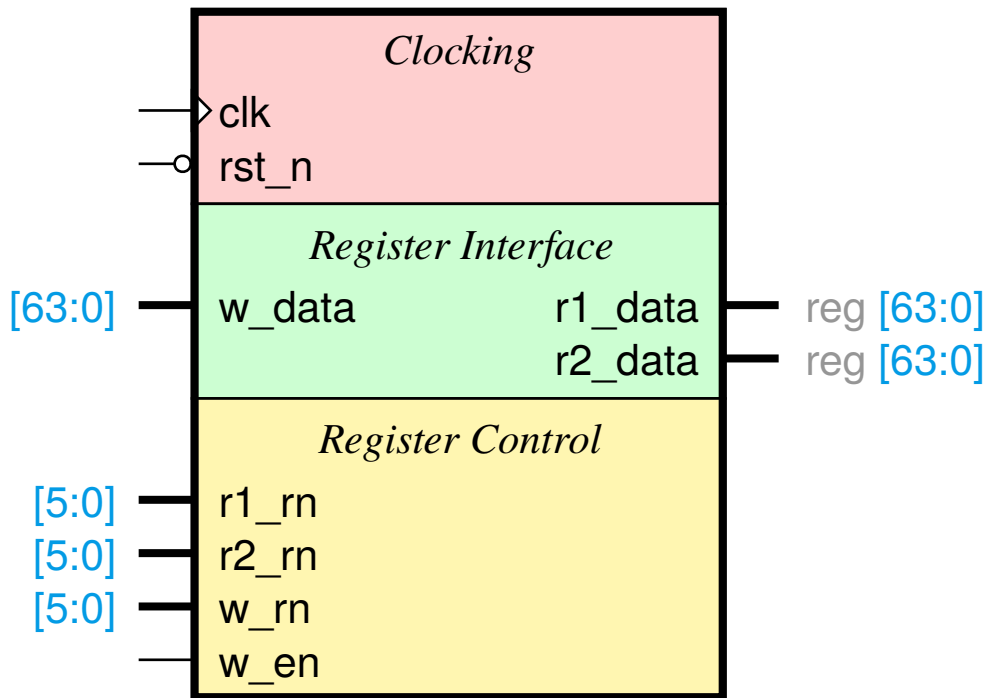 Clocking
clk
rst_n
Register Interface
[63:0] w_data r1_data reg [63:0]
r2_data reg [63:0]
Register Control
[5:0] r1_rn
[5:0] r2_rn
[5:0] w_rn
w_en